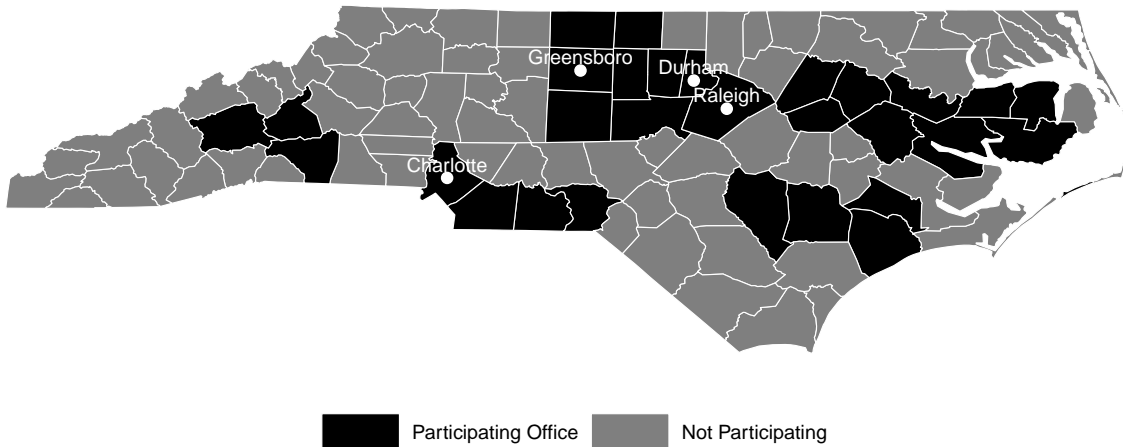 Greensboro
Durham
Raleigh
Charlotte
Participating Office
Not Participating